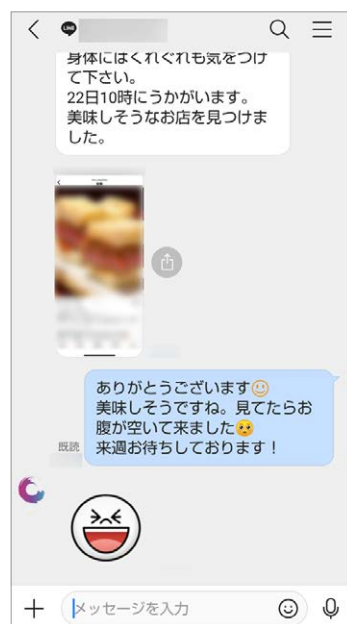 LINE
身体にはくれぐれも気をつけ
て下さい。
22日10時にうかがいます。
美味しそうなお店を見つけま
した。
ありがとうございます
美味しそうですね。見てたらお
腹が空いて来ました🥺
来週お待ちしております！
既読
メッセージを入力